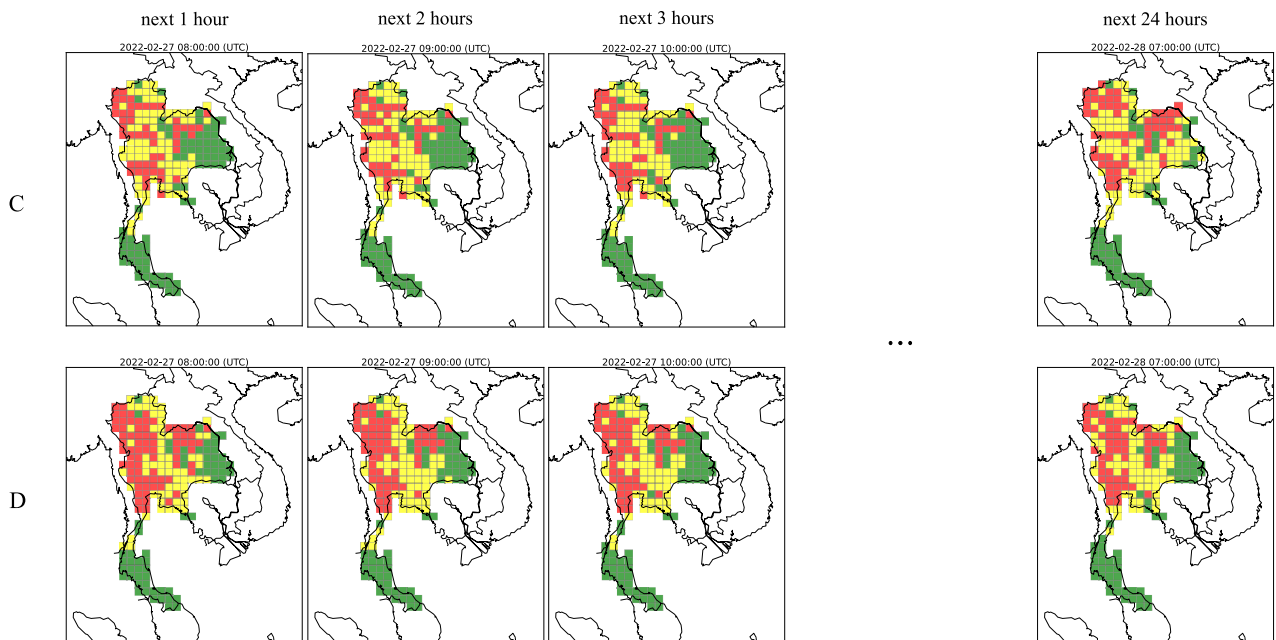 next 1 hour
next 2 hours
next 3 hours
next 24 hours
2022-02-27 08:00:00 (UTC)
2022-02-27 09:00:00 (UTC)
2022-02-27 10:00:00 (UTC)
2022-02-28 07:00:00 (UTC)
C
...
2022-02-27 08:00:00 (UTC)
2022-02-27 09:00:00 (UTC)
2022-02-27 10:00:00 (UTC)
2022-02-28 07:00:00 (UTC)
D